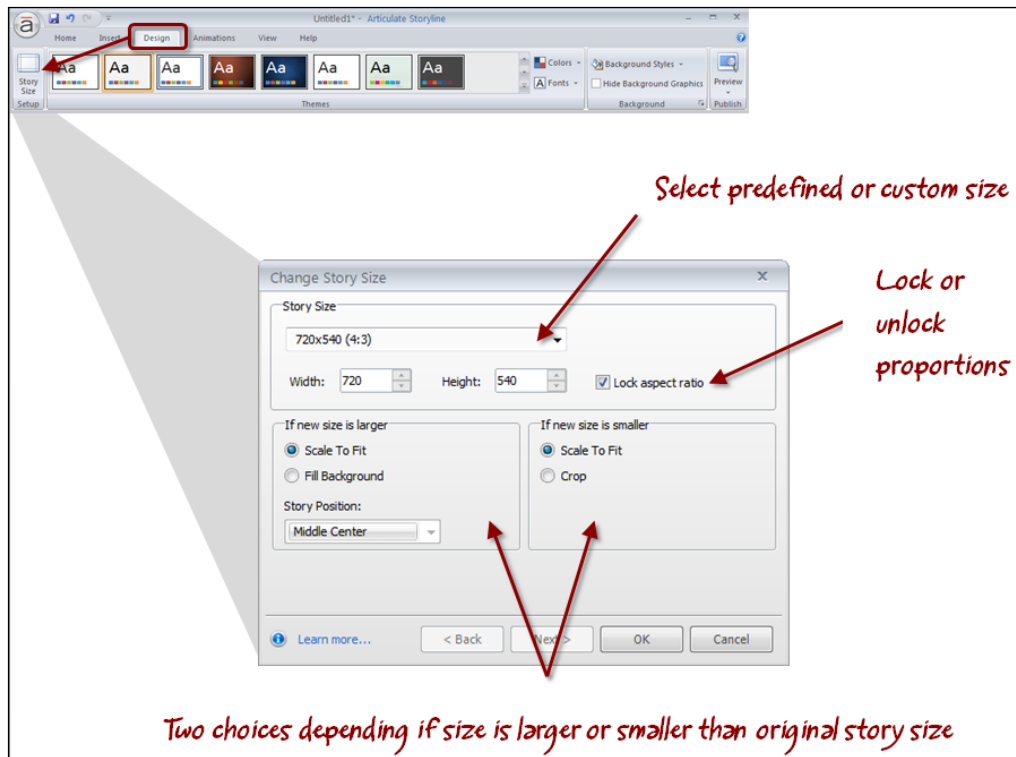 Untitled1* - Articulate Storyline
Home Insert Design Animations View Help
Story
Size
Setup
Aa Aa Aa Aa Aa Aa Aa Aa
Themes
Colors
Fonts
Background Styles
Hide Background Graphics
Background
Preview
Publish
Select predefined or custom size
Lock or
unlock
proportions
Change Story Size
Story Size
720x540 (4:3)
Width: 720 Height: 540 Lock aspect ratio
If new size is larger
Scale To Fit
Fill Background
Story Position:
Middle Center
If new size is smaller
Scale To Fit
Crop
Learn more... < Back Next > OK Cancel
Two choices depending if size is larger or smaller than original story size